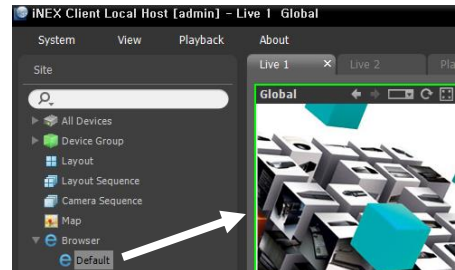 iNEX Client Local Host [admin] – Live 1 Global
System View Playback About
Site
Live 1 × Live 2
Global
All Devices
Device Group
Layout
Layout Sequence
Camera Sequence
Map
Browser
Default